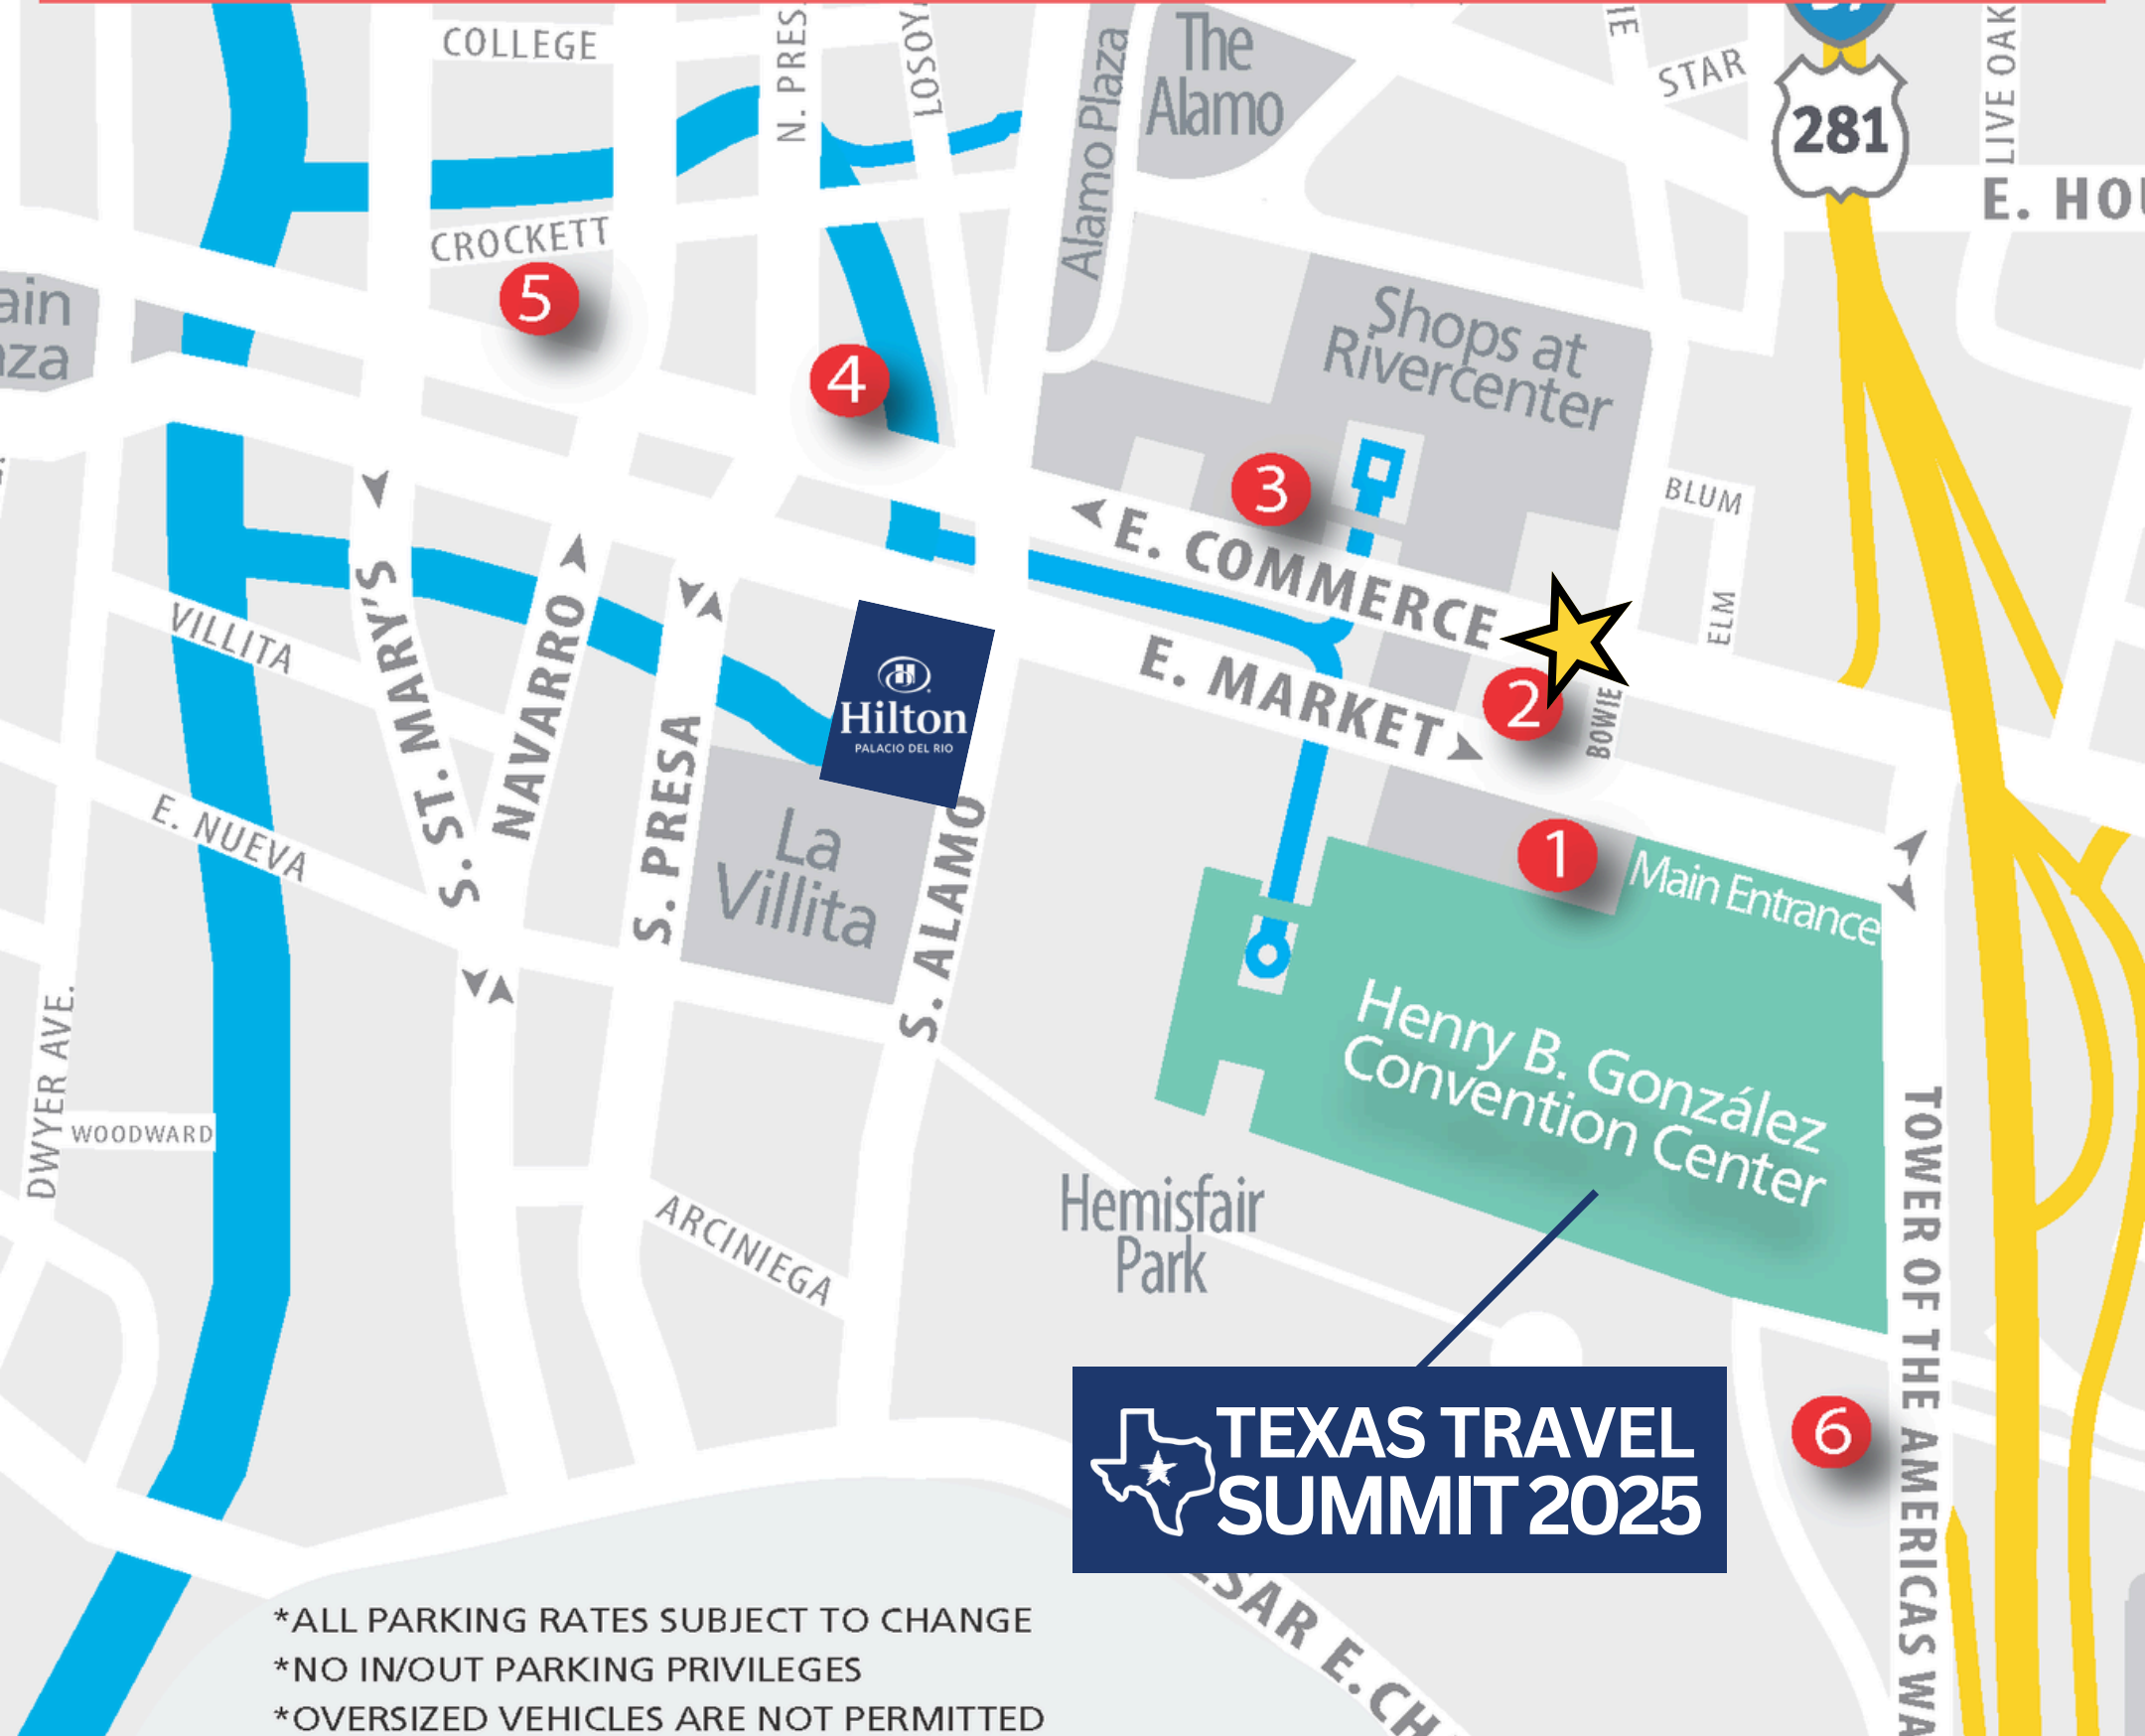 COLLEGE
N. PRES.
LOSOY
Alamo Plaza
The
Alamo
STAR
281
LIVE OAK
E. HOU
CROCKETT
5
ain
aza
4
Shops at
Rivercenter
3
BLUM
ELM
E. COMMERCE
E. MARKET
2
BOWIE
VILLITA
S. ST. MARY'S
NAVARRO
S. PRESA
Hilton
PALACIO DEL RIO
E. NUEVA
La
Villita
S. ALAMO
1
Main Entrance
Henry B. González
Convention Center
DWYER AVE.
WOODWARD
ARCINIEGA
Hemisfair
Park
TOWER OF THE AMERICAS WA
TEXAS TRAVEL
SUMMIT 2025
6
SAR E.CH
*ALL PARKING RATES SUBJECT TO CHANGE
*NO IN/OUT PARKING PRIVILEGES
*OVERSIZED VEHICLES ARE NOT PERMITTED